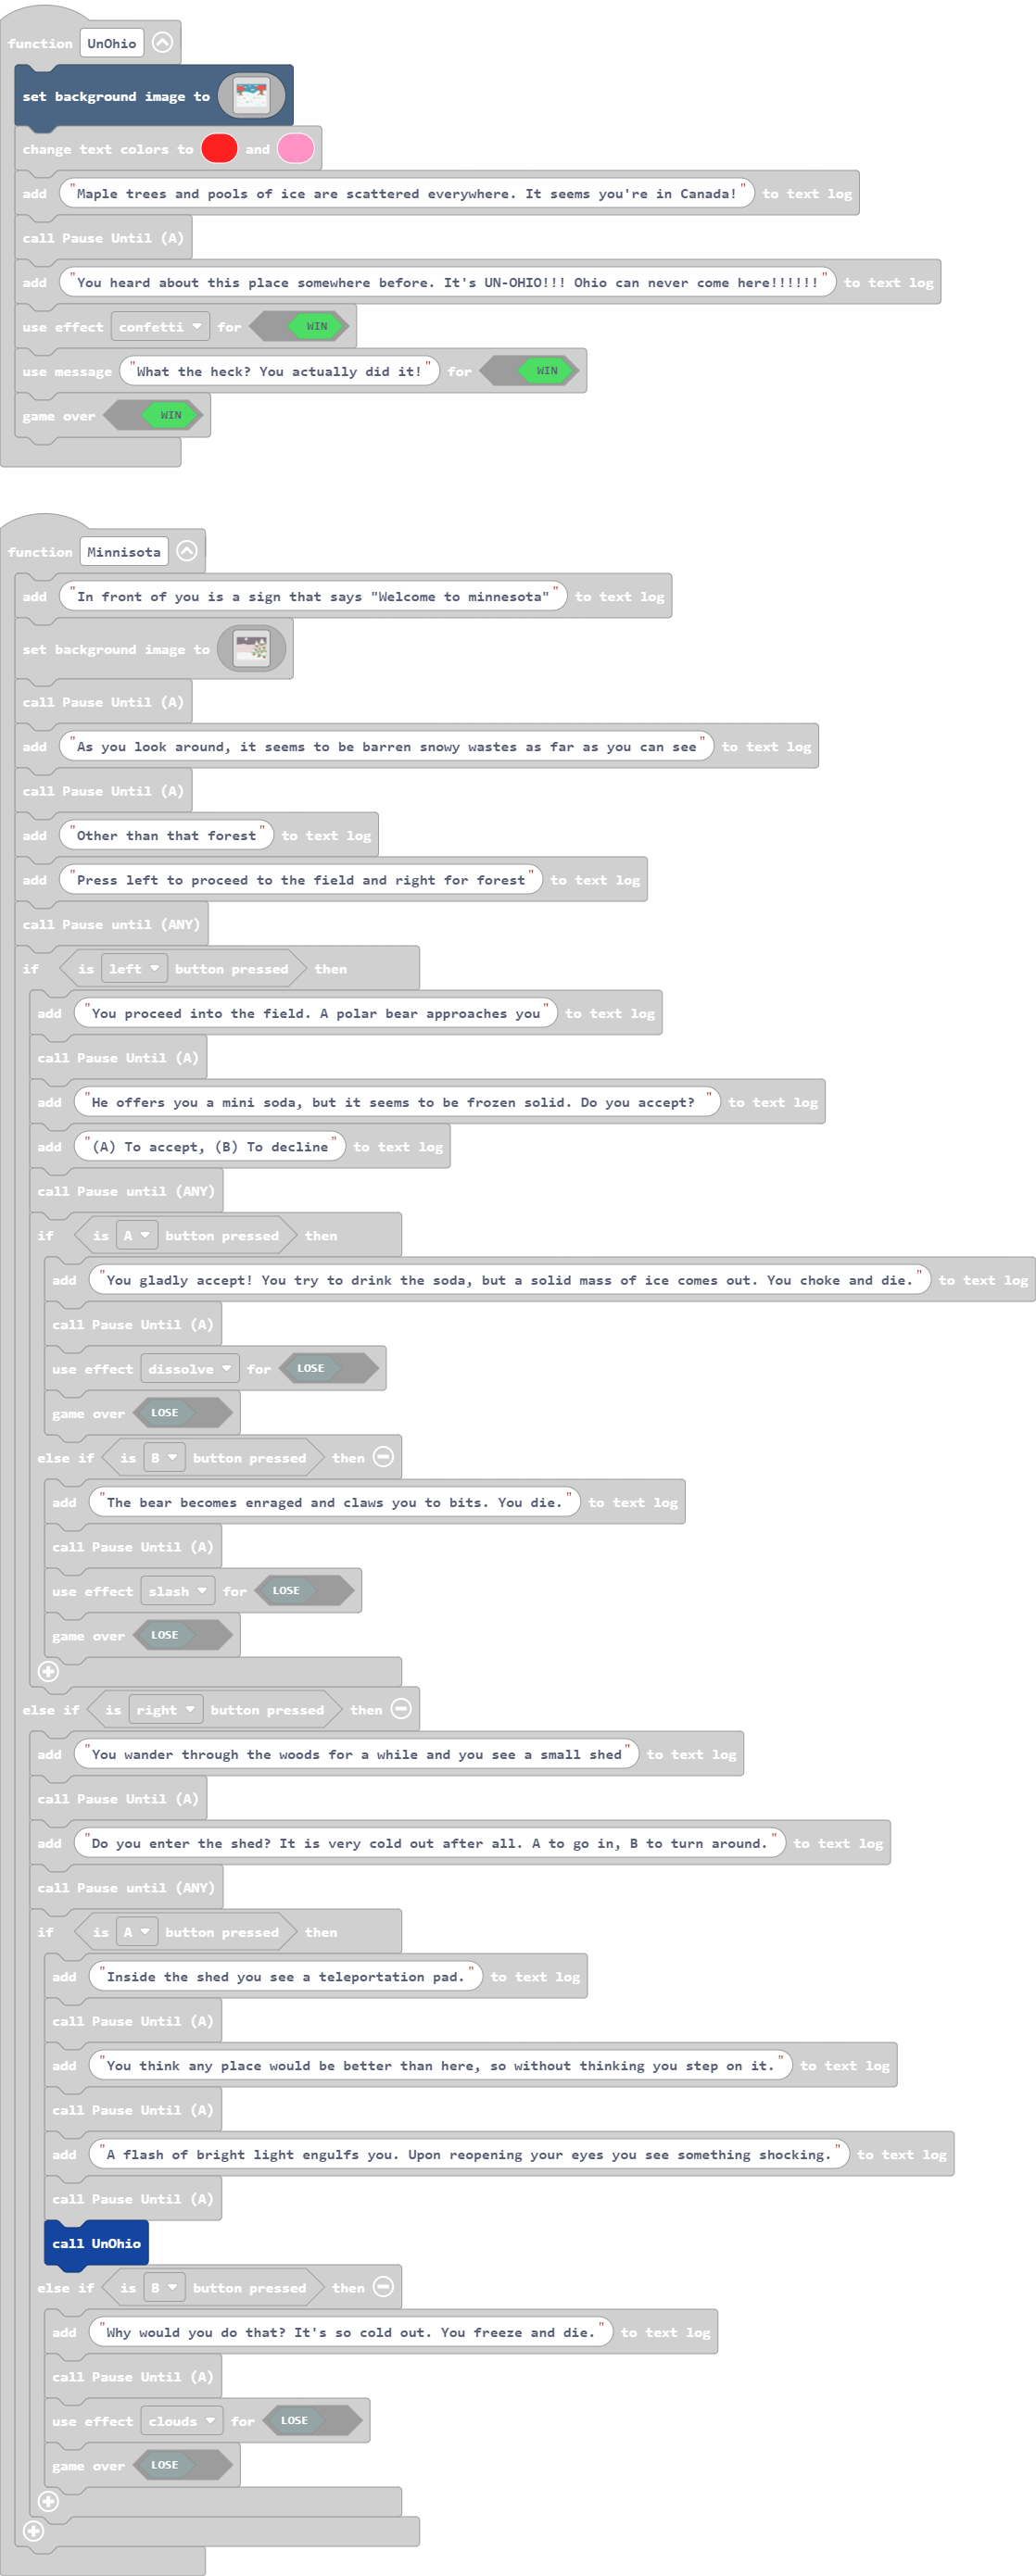 function UnOhio
set background image to
change text colors to and
add "Maple trees and pools of ice are scattered everywhere. It seems you're in Canada!" to text log
call Pause Until (A)
add "You heard about this place somewhere before. It's UN-OHIO!!! Ohio can never come here!!!!!!" to text log
use effect confetti for WIN
use message "What the heck? You actually did it!" for WIN
game over WIN
function Minnisota
add "In front of you is a sign that says "Welcome to minnesota"" to text log
set background image to
call Pause Until (A)
add "As you look around, it seems to be barren snowy wastes as far as you can see" to text log
call Pause Until (A)
add "Other than that forest" to text log
add "Press left to proceed to the field and right for forest" to text log
call Pause until (ANY)
if is left button pressed then
add "You proceed into the field. A polar bear approaches you" to text log
call Pause Until (A)
add "He offers you a mini soda, but it seems to be frozen solid. Do you accept? " to text log
add "(A) To accept, (B) To decline" to text log
call Pause until (ANY)
if is A button pressed then
add "You gladly accept! You try to drink the soda, but a solid mass of ice comes out. You choke and die." to text log
call Pause Until (A)
use effect dissolve for LOSE
game over LOSE
else if is B button pressed then
add "The bear becomes enraged and claws you to bits. You die." to text log
call Pause Until (A)
use effect slash for LOSE
game over LOSE
else if is right button pressed then
add "You wander through the woods for a while and you see a small shed" to text log
call Pause Until (A)
add "Do you enter the shed? It is very cold out after all. A to go in, B to turn around." to text log
call Pause until (ANY)
if is A button pressed then
add "Inside the shed you see a teleportation pad." to text log
call Pause Until (A)
add "You think any place would be better than here, so without thinking you step on it." to text log
call Pause Until (A)
add "A flash of bright light engulfs you. Upon reopening your eyes you see something shocking." to text log
call Pause Until (A)
call UnOhio
else if is B button pressed then
add "Why would you do that? It's so cold out. You freeze and die." to text log
call Pause Until (A)
use effect clouds for LOSE
game over LOSE